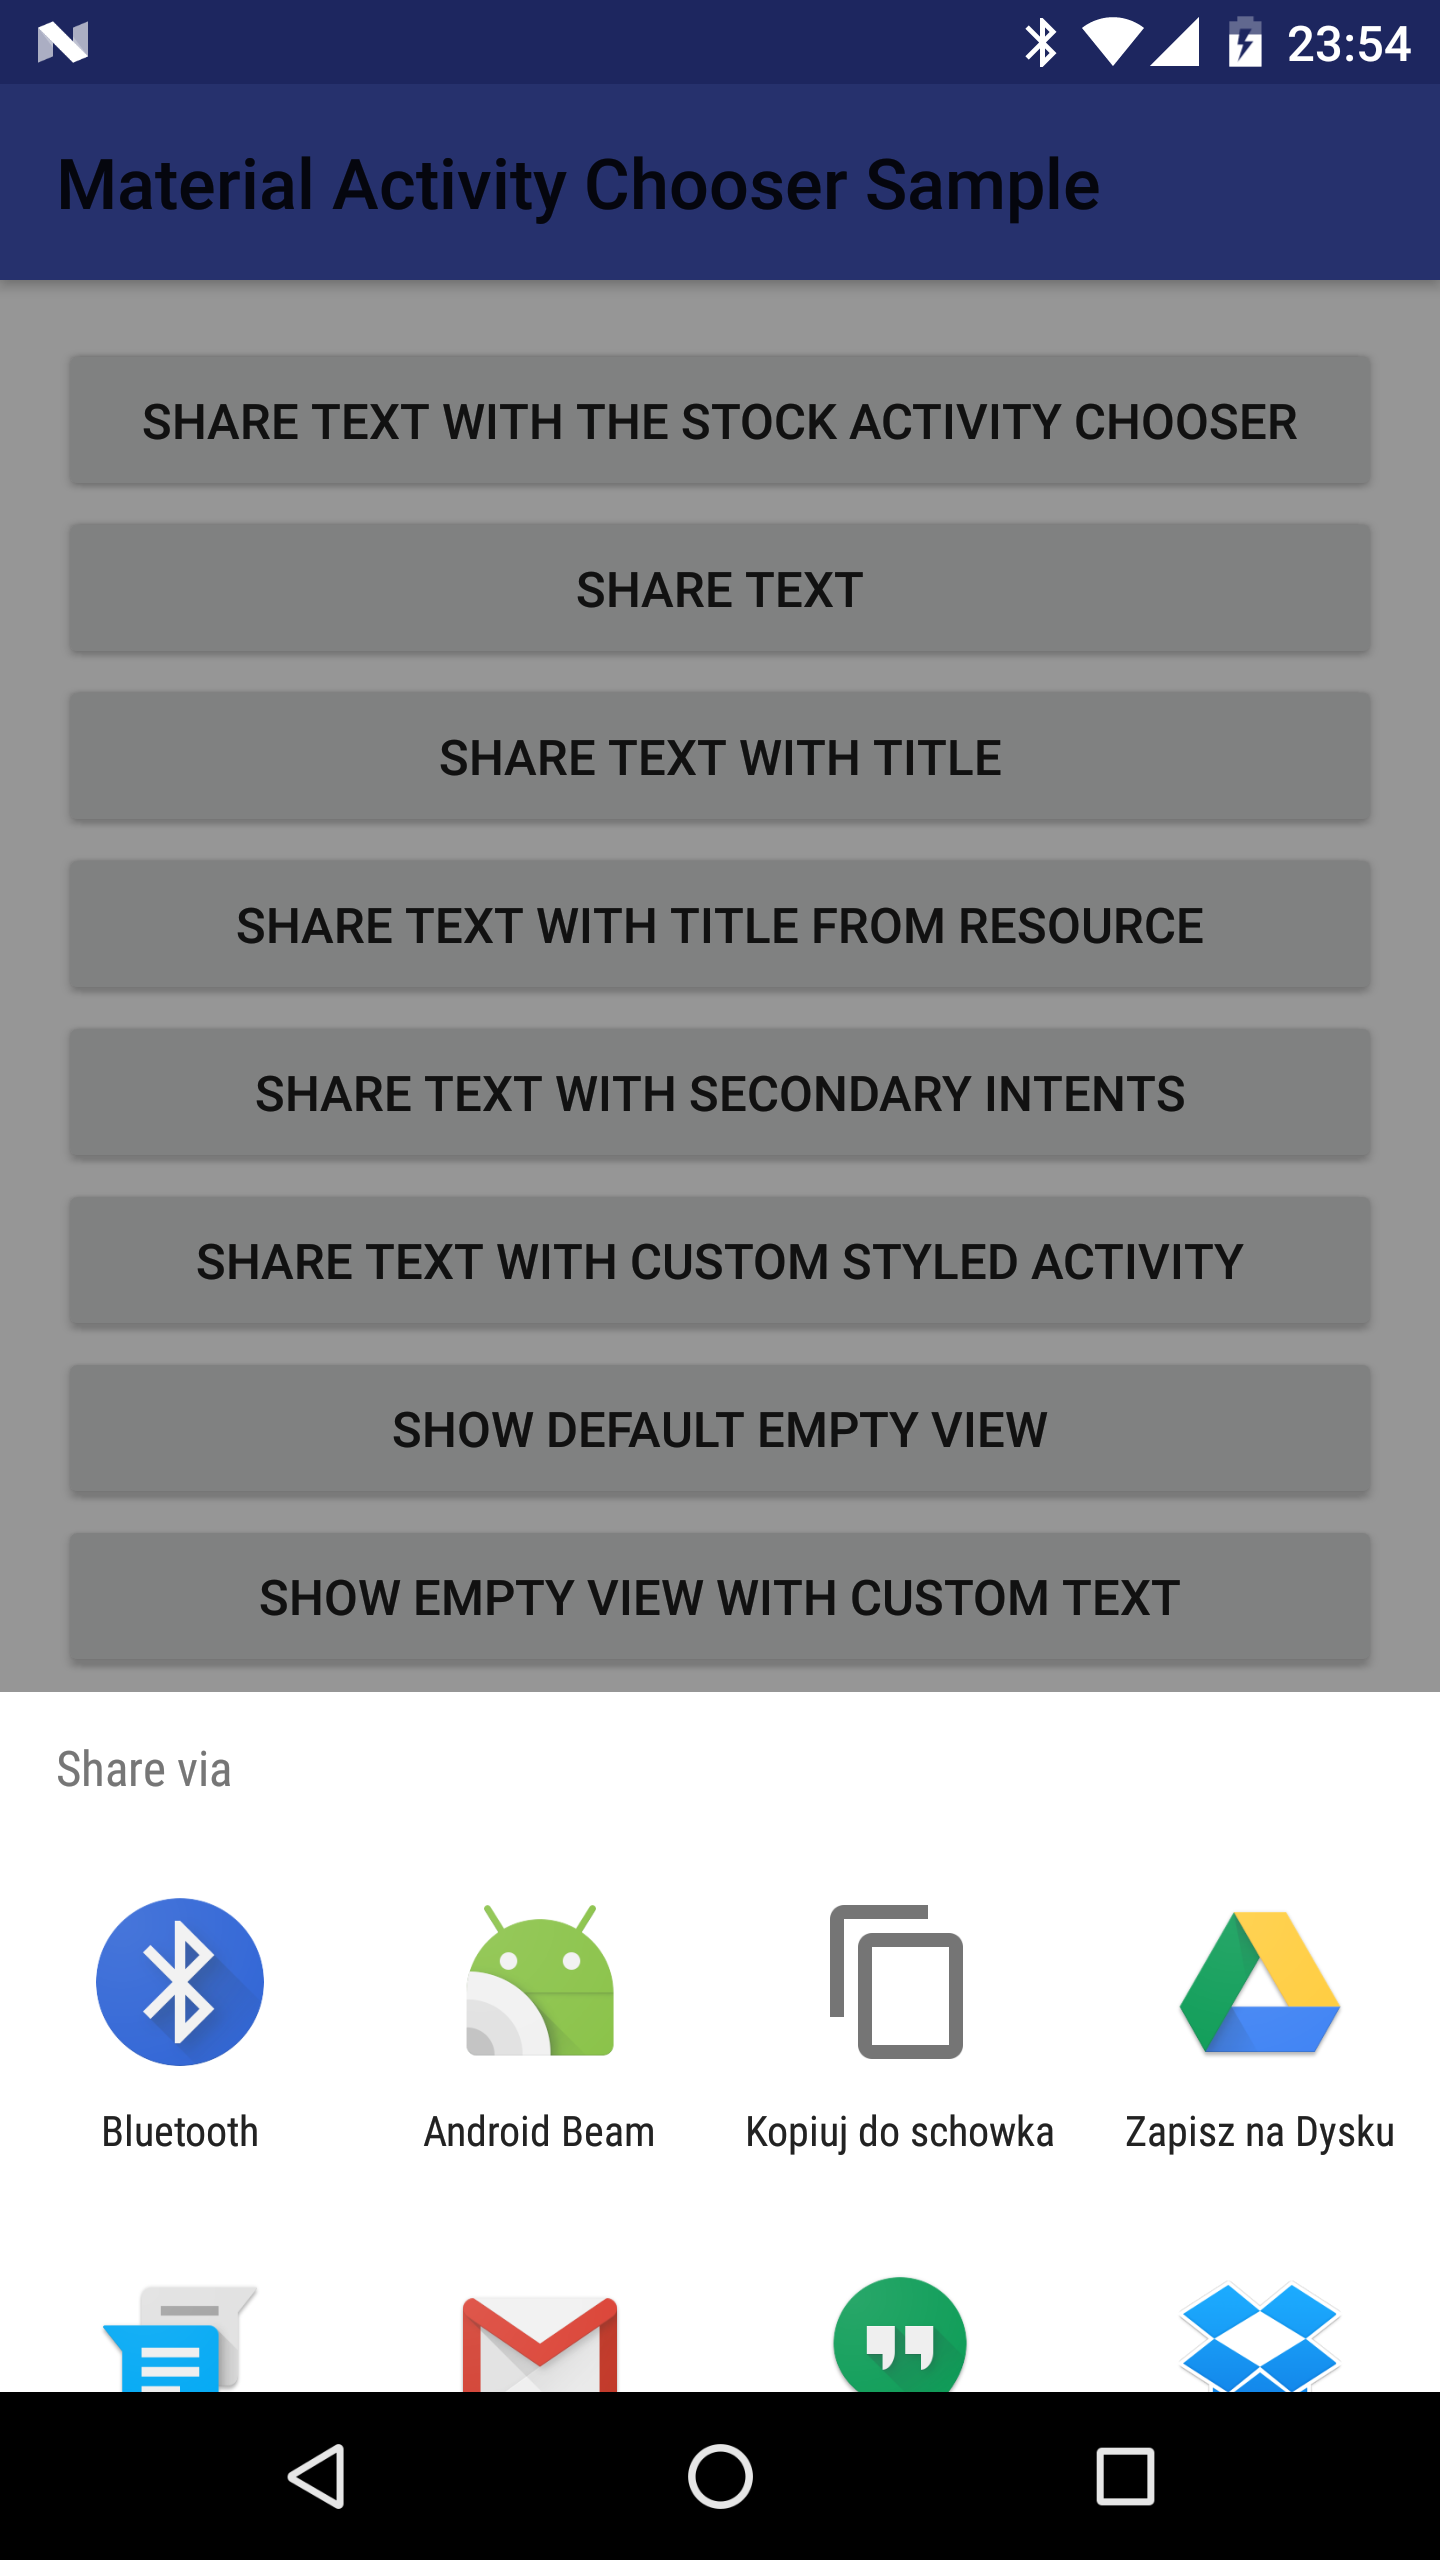 23:54
Material Activity Chooser Sample
SHARE TEXT WITH THE STOCK ACTIVITY CHOOSER
SHARE TEXT
SHARE TEXT WITH TITLE
SHARE TEXT WITH TITLE FROM RESOURCE
SHARE TEXT WITH SECONDARY INTENTS
SHARE TEXT WITH CUSTOM STYLED ACTIVITY
SHOW DEFAULT EMPTY VIEW
SHOW EMPTY VIEW WITH CUSTOM TEXT
Share via
Bluetooth
Android Beam
Kopiuj do schowka
Zapisz na Dysku